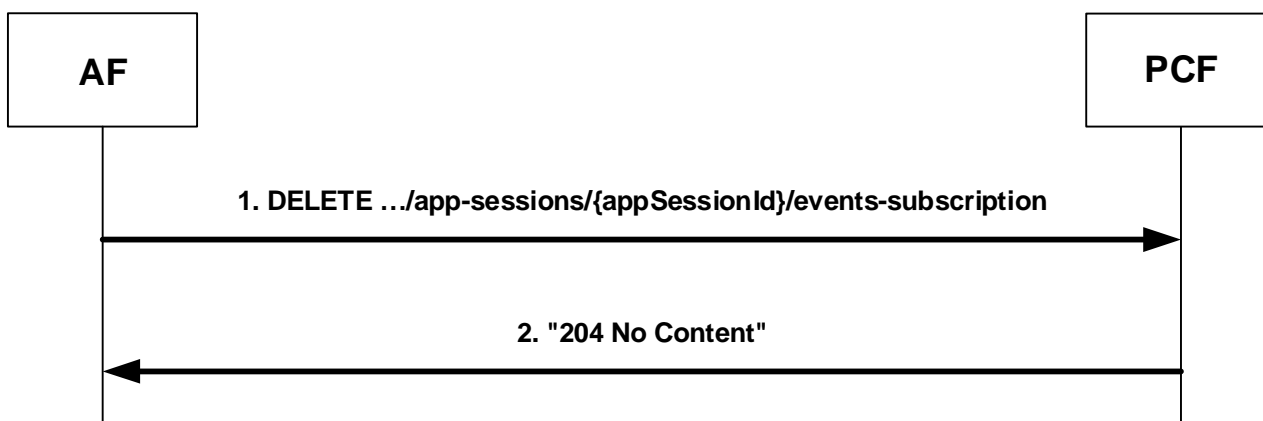 AF
PCF
1. DELETE …/app-sessions/{appSessionId}/events-subscription
2. "204 No Content"